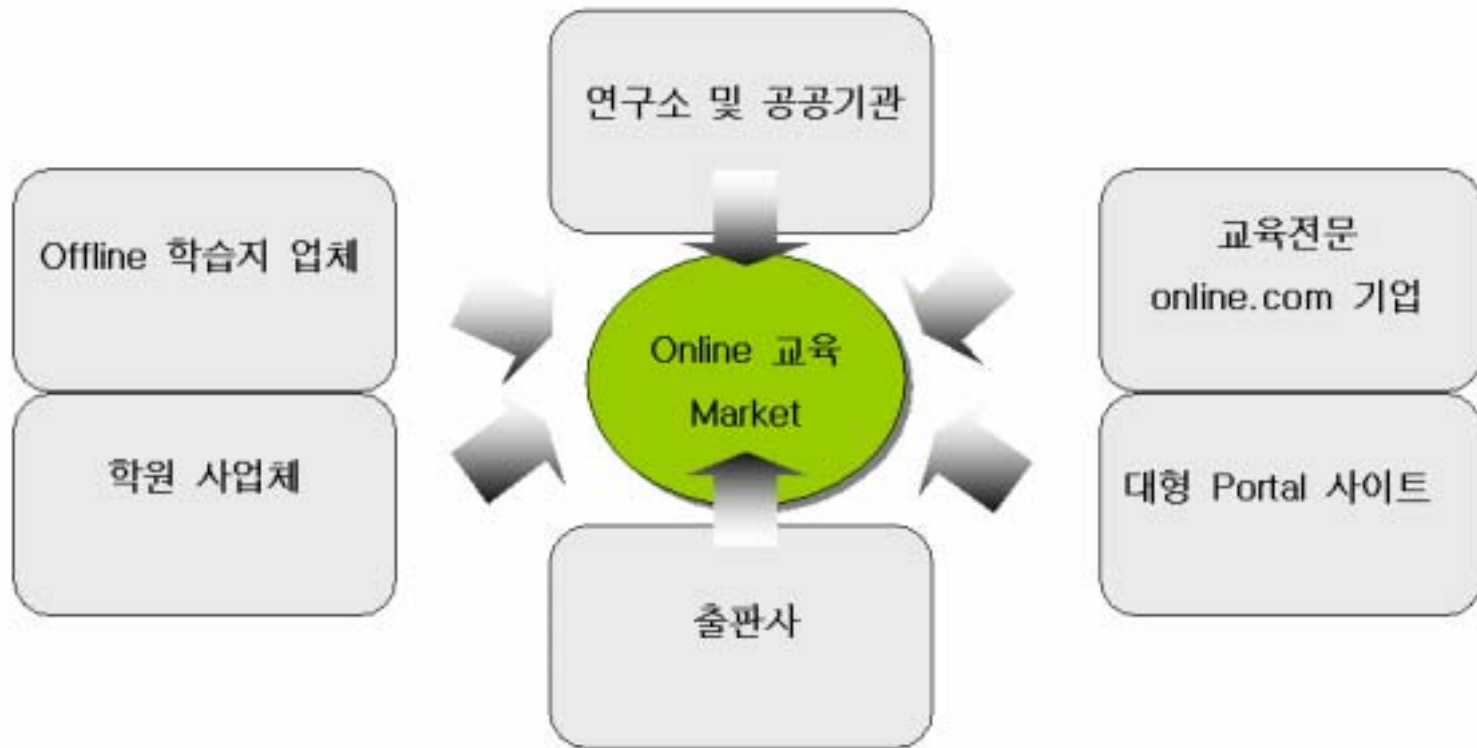 연구소 및 공공기관
Offline 학습지 업체
교육전문
online.com 기업
Online 교육
Market
학원 사업체
대형 Portal 사이트
출판사